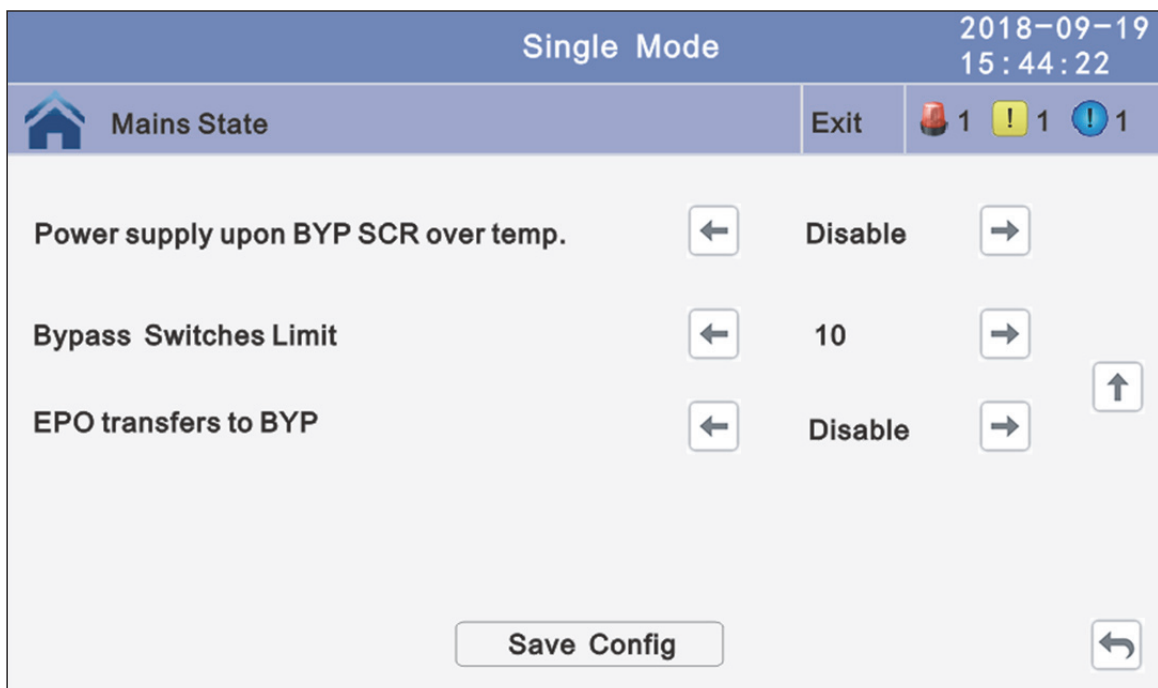 Single Mode
2018-09-19
15:44:22
Mains State
Exit
1
! 1
! 1
Power supply upon BYP SCR over temp.
Disable
Bypass Switches Limit
10
EPO transfers to BYP
Disable
Save Config